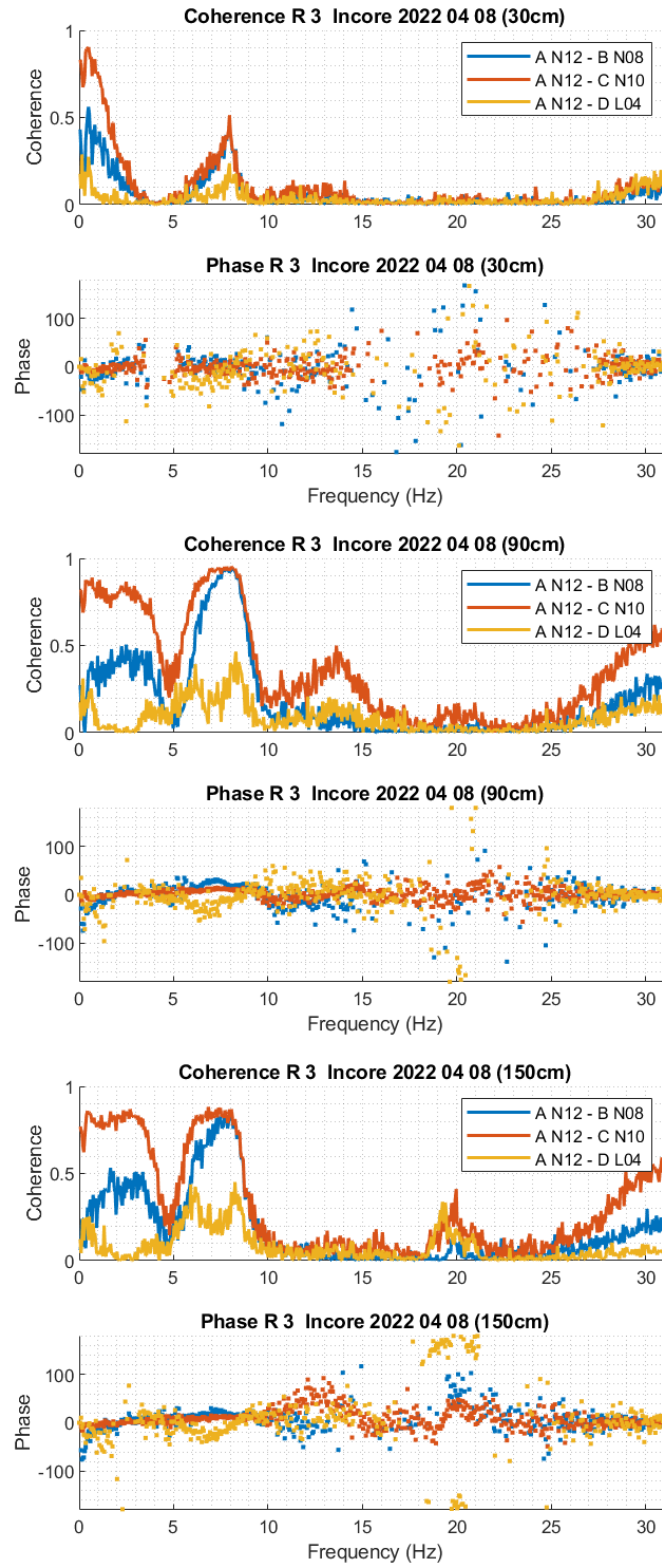 Coherence R 3 Incore 2022 04 08 (30cm)
1
0.5
0
Coherence
A N12 - B N08
A N12 - C N10
A N12 - D L04
0 5 10 15 20 25 30
Phase R 3 Incore 2022 04 08 (30cm)
100
0
-100
Phase
0 5 10 15 20 25 30
Frequency (Hz)
Coherence R 3 Incore 2022 04 08 (90cm)
1
0.5
0
Coherence
A N12 - B N08
A N12 - C N10
A N12 - D L04
0 5 10 15 20 25 30
Phase R 3 Incore 2022 04 08 (90cm)
100
0
-100
Phase
0 5 10 15 20 25 30
Frequency (Hz)
Coherence R 3 Incore 2022 04 08 (150cm)
1
0.5
0
Coherence
A N12 - B N08
A N12 - C N10
A N12 - D L04
0 5 10 15 20 25 30
Phase R 3 Incore 2022 04 08 (150cm)
100
0
-100
Phase
0 5 10 15 20 25 30
Frequency (Hz)